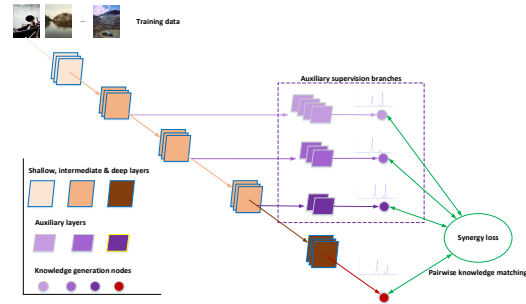 Training data
Auxiliary supervision branches
Shallow, intermediate & deep layers
Auxiliary layers
Knowledge generation nodes
Synergy loss
Pairwise knowledge matching